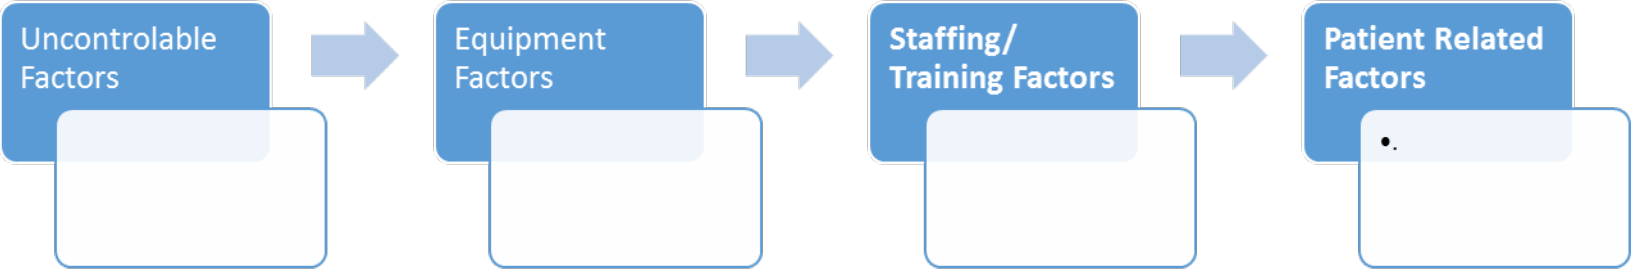 Uncontrolable
Factors
Equipment
Factors
Staffing/
Training Factors
Patient Related
Factors
•.